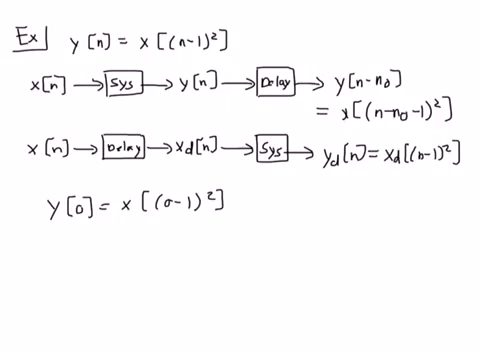 Ex y[n] = x[(n-1)²]
x[n] → Sys → y[n] → Delay → y[n-n₀]
= x[(n-n₀-1)²]
x[n] → Delay → xd[n] → Sys → yd[n] = xd[(n-1)²]
y[0] = x[(0-1)²]